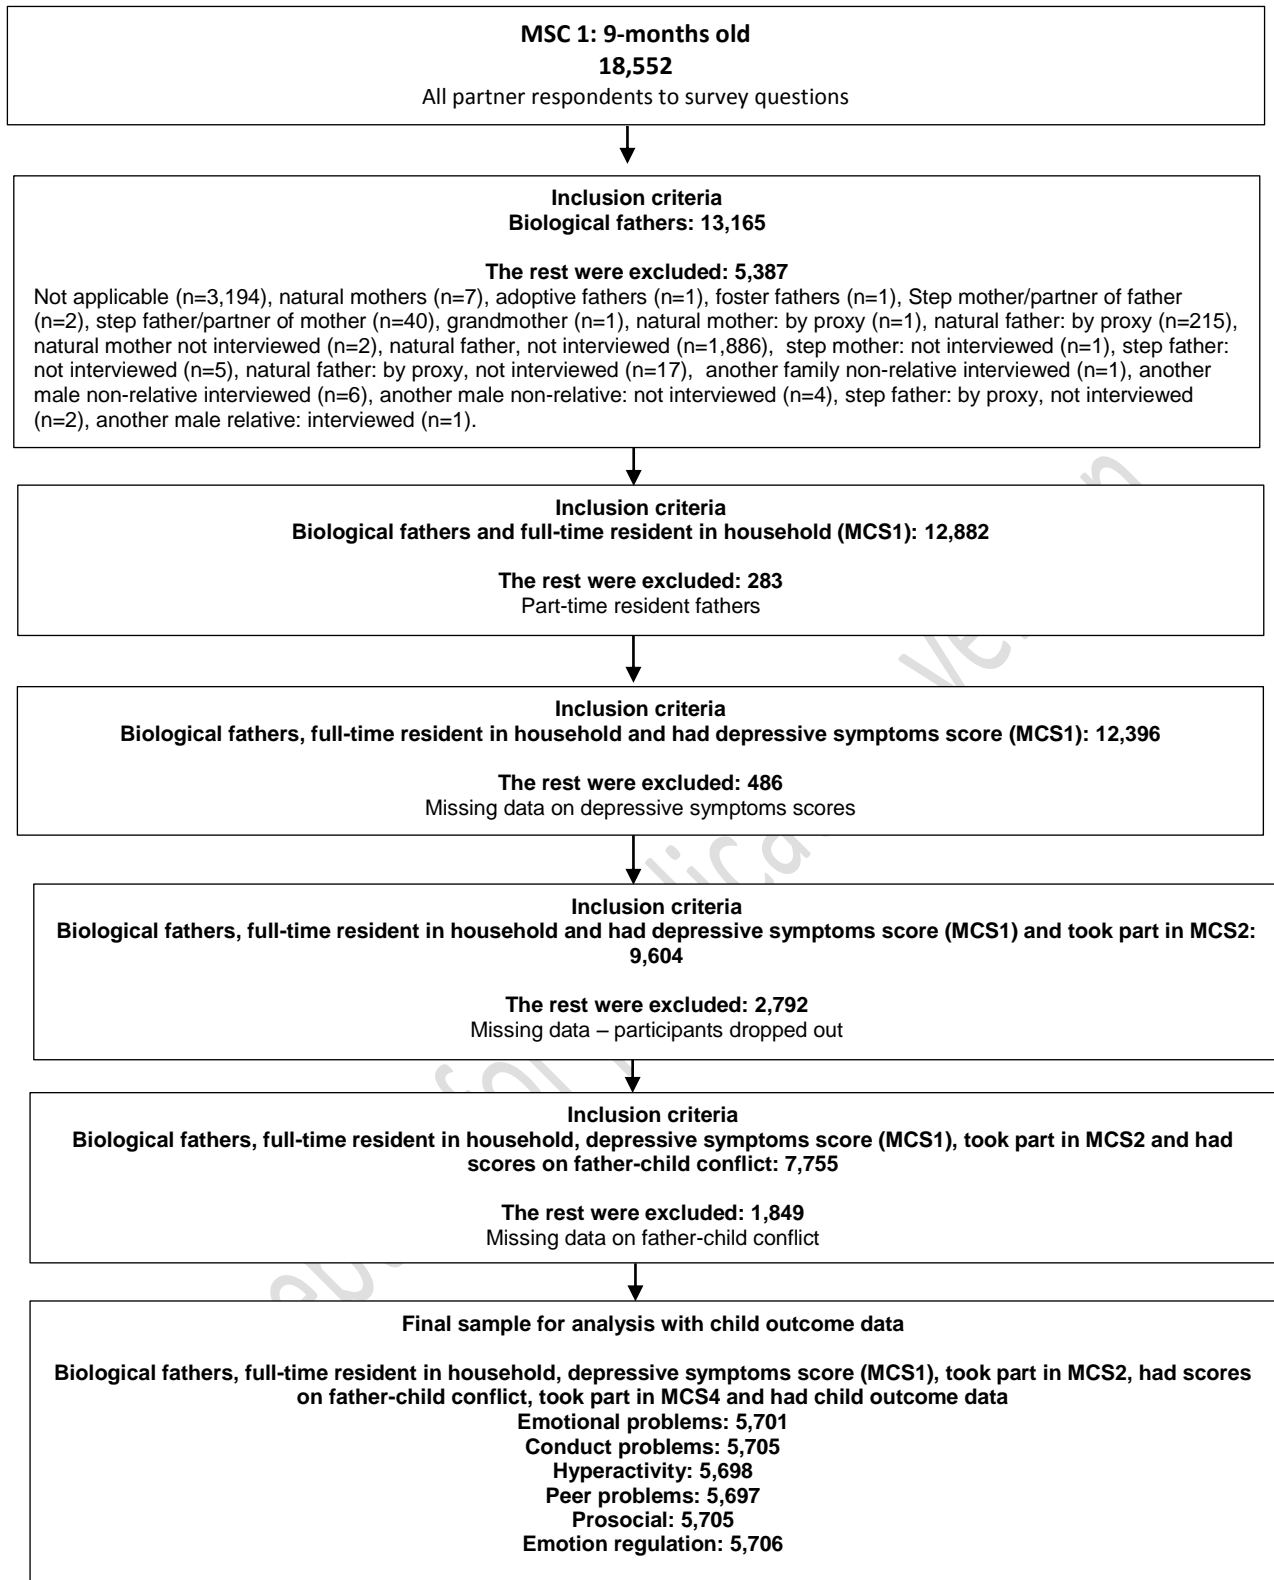 MSC 1: 9-months old
18,552
All partner respondents to survey questions
Inclusion criteria
Biological fathers: 13,165
The rest were excluded: 5,387
Not applicable (n=3,194), natural mothers (n=7), adoptive fathers (n=1), foster fathers (n=1), Step mother/partner of father
(n=2), step father/partner of mother (n=40), grandmother (n=1), natural mother: by proxy (n=1), natural father: by proxy (n=215),
natural mother not interviewed (n=2), natural father, not interviewed (n=1,886), step mother: not interviewed (n=1), step father:
not interviewed (n=5), natural father: by proxy, not interviewed (n=17), another family non-relative interviewed (n=1), another
male non-relative interviewed (n=6), another male non-relative: not interviewed (n=4), step father: by proxy, not interviewed
(n=2), another male relative: interviewed (n=1).
Inclusion criteria
Biological fathers and full-time resident in household (MCS1): 12,882
The rest were excluded: 283
Part-time resident fathers
Inclusion criteria
Biological fathers, full-time resident in household and had depressive symptoms score (MCS1): 12,396
The rest were excluded: 486
Missing data on depressive symptoms scores
Inclusion criteria
Biological fathers, full-time resident in household and had depressive symptoms score (MCS1) and took part in MCS2:
9,604
The rest were excluded: 2,792
Missing data – participants dropped out
Inclusion criteria
Biological fathers, full-time resident in household, depressive symptoms score (MCS1), took part in MCS2 and had
scores on father-child conflict: 7,755
The rest were excluded: 1,849
Missing data on father-child conflict
Final sample for analysis with child outcome data
Biological fathers, full-time resident in household, depressive symptoms score (MCS1), took part in MCS2, had scores
on father-child conflict, took part in MCS4 and had child outcome data
Emotional problems: 5,701
Conduct problems: 5,705
Hyperactivity: 5,698
Peer problems: 5,697
Prosocial: 5,705
Emotion regulation: 5,706